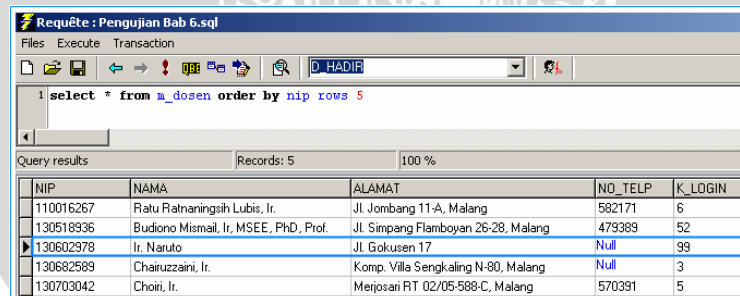 Requête : Pengujian Bab 6.sql
Files Execute Transaction
D_HADIR
1 select * from m_dosen order by nip rows 5
Query results Records: 5 100 %
NIP NAMA ALAMAT NO_TELP K_LOGIN
110016267 Ratu Ratnaningsih Lubis, Ir. Jl. Jombang 11-A, Malang 582171 6
130518936 Budiono Mismail, Ir, MSEE, PhD, Prof. Jl. Simpang Flamboyan 26-28, Malang 479389 52
130602978 Ir. Naruto Jl. Gokusen 17 Null 99
130682589 Chairuzzaini, Ir. Komp. Villa Sengkaling N-80, Malang Null 3
130703042 Choiri, Ir. Merjosari RT 02/05-588-C, Malang 570391 5